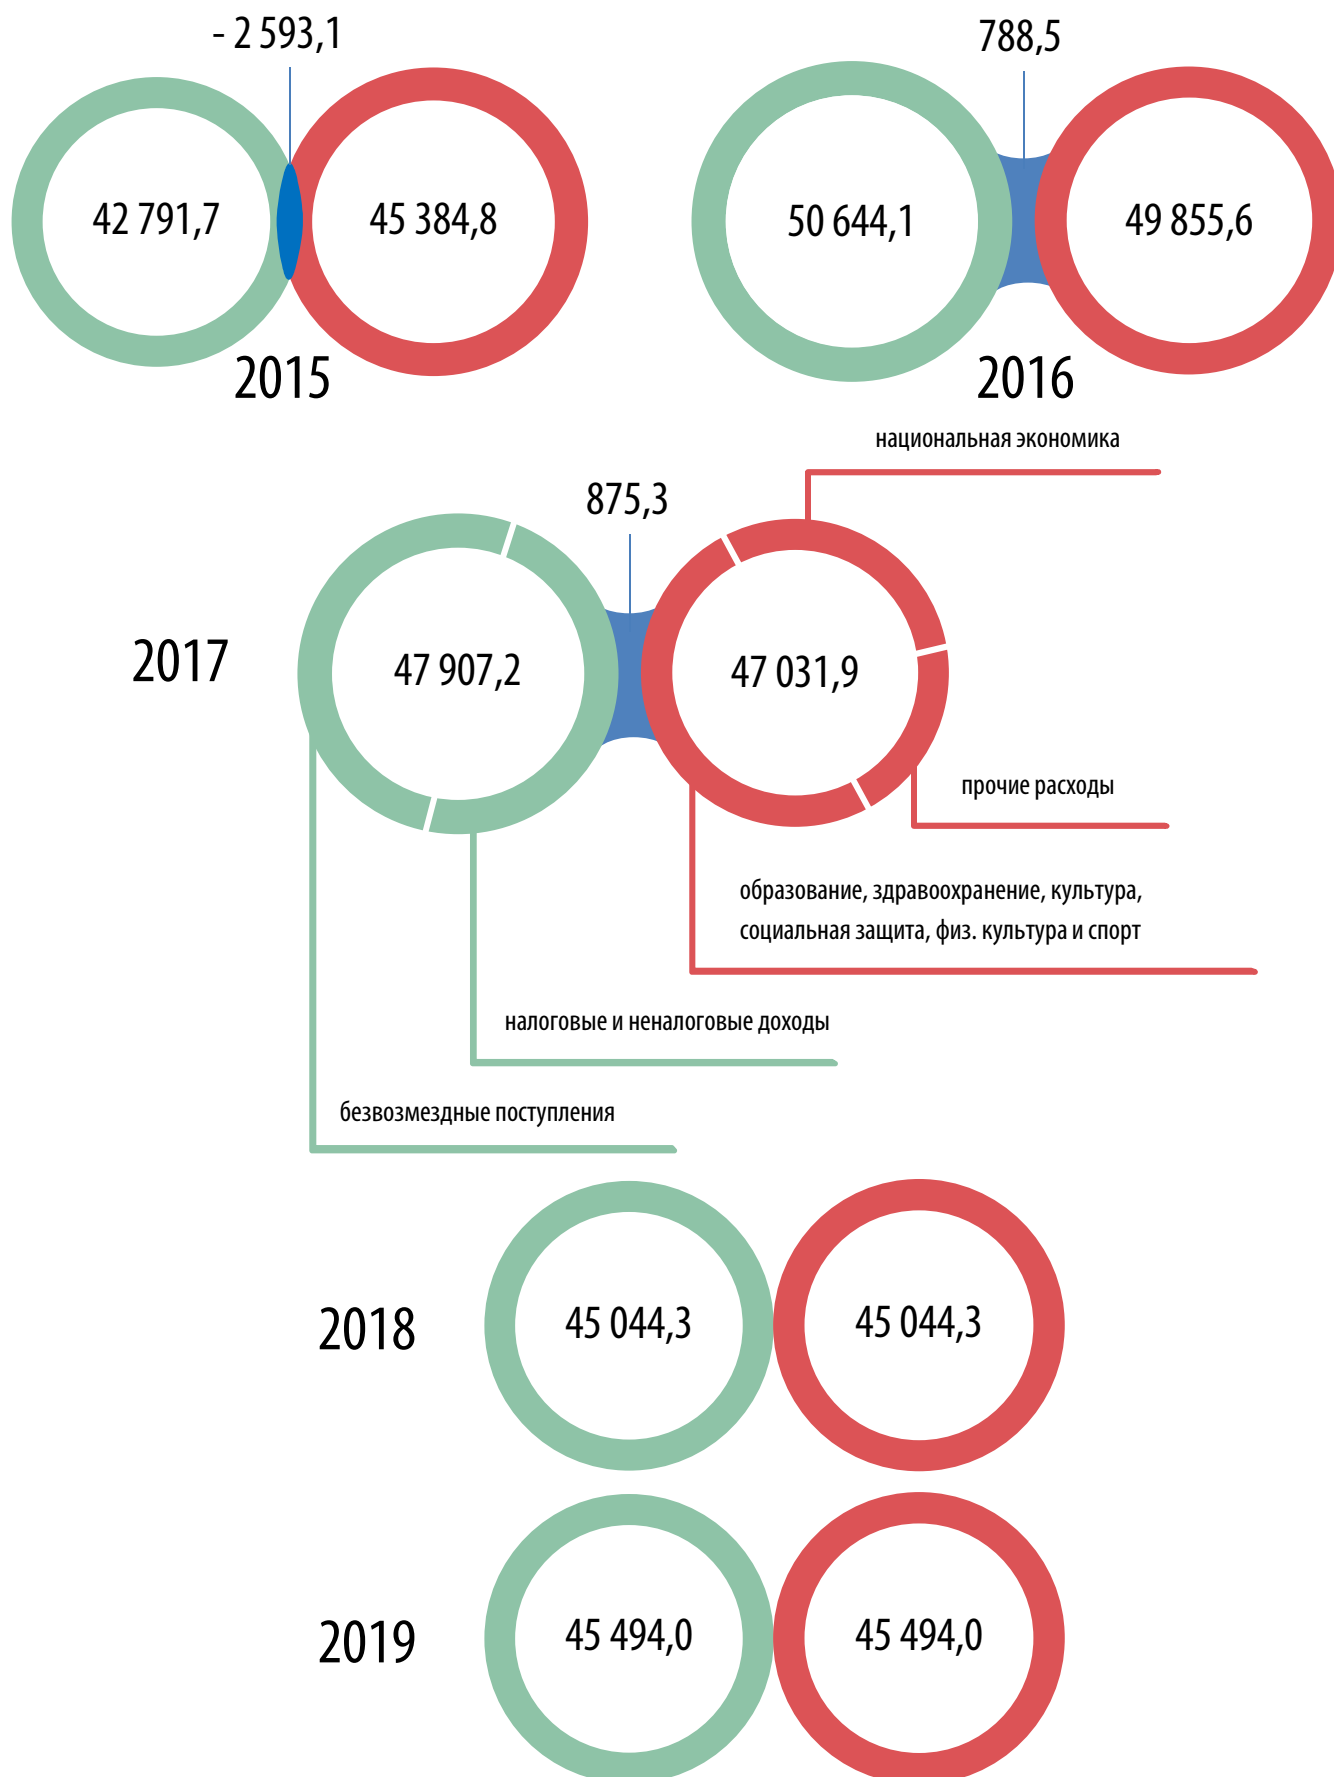 - 2 593,1
788,5
42 791,7
45 384,8
50 644,1
49 855,6
2015
2016
национальная экономика
875,3
2017
47 907,2
47 031,9
прочие расходы
образование, здравоохранение, культура,
социальная защита, физ. культура и спорт
налоговые и неналоговые доходы
безвозмездные поступления
2018
45 044,3
45 044,3
2019
45 494,0
45 494,0